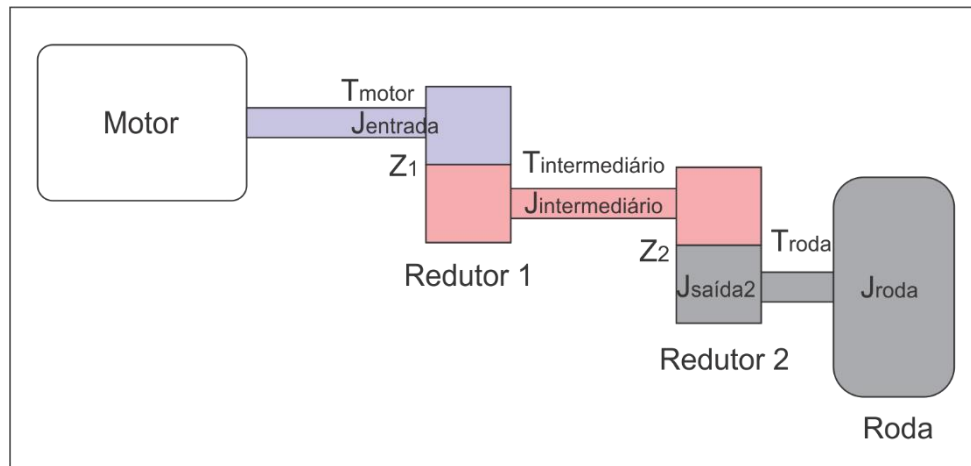 Motor
Tmotor
Jentrada
Z1
Redutor 1
Tintermediário
Jintermediário
Z2
Jsaída2
Redutor 2
Troda
Jroda
Roda